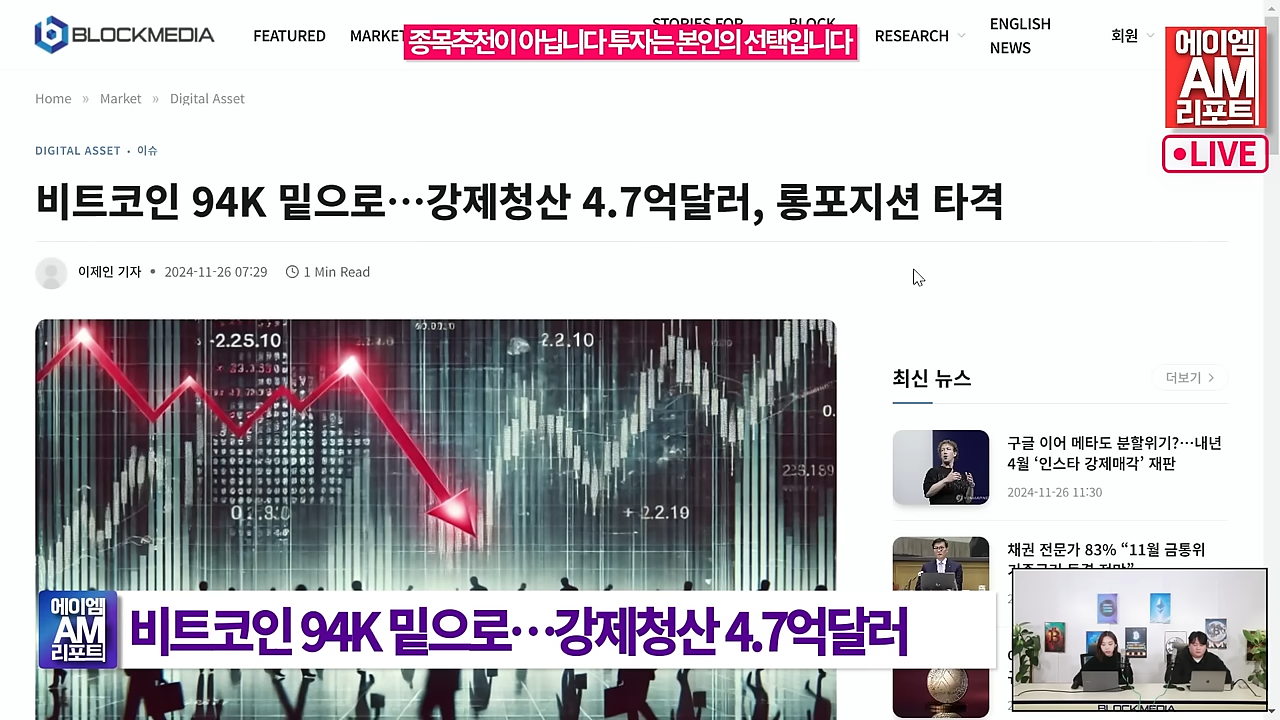 BLOCKMEDIA
FEATURED
MARKET
STORIES FOR
BLOCK
RESEARCH
ENGLISH
NEWS
회원
종목추천이 아닙니다 투자는 본인의 선택입니다
에이엠
AM
리포트
LIVE
Home » Market » Digital Asset
DIGITAL ASSET • 이슈
비트코인 94K 밑으로…강제청산 4.7억달러, 롱포지션 타격
이제인 기자 • 2024-11-26 07:29 1 Min Read
-2.25.10
2.2.10
+ 2.2.19
최신 뉴스
더보기
구글 이어 메타도 분할위기?…내년
4월 ‘인스타 강제매각’ 재판
2024-11-26 11:30
채권 전문가 83% “11월 금통위
에이엠
AM
리포트
비트코인 94K 밑으로…강제청산 4.7억달러
BLOCKMEDIA